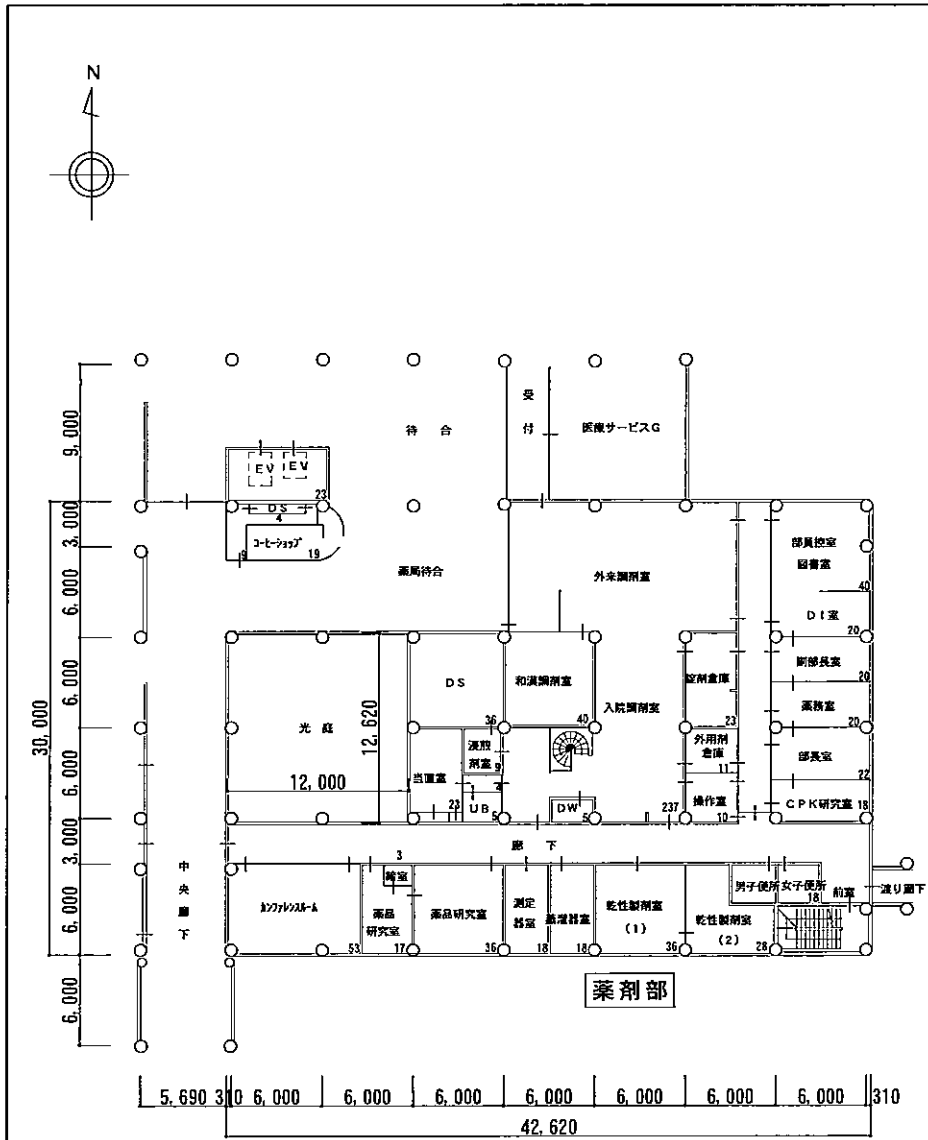 N
9,000
3,000
6,000
6,000
6,000
3,000
6,000
6,000
30,000
待合
受付
医療サービスG
EV
EV
23
DS
4
コーヒーショップ
9
19
薬局待合
外来調剤室
部員控室
図書室
40
DI室
20
光庭
12,620
12,000
DS
36
和漢調剤室
40
入院調剤室
錠剤倉庫
23
副部長室
20
薬務室
20
浸煎剤室
9
当直室
23
4
UB
5
DW
5
237
外用剤倉庫
11
操作室
10
部長室
22
CPK研究室
18
廊下
中央廊下
3
カンファレンスルーム
53
薬品研究室
17
薬品研究室
36
測定器室
18
蒸溜器室
18
乾性製剤室
(1)
36
乾性製剤室
(2)
28
男子便所
女子便所
18
前室
渡り廊下
薬剤部
5,690
310
6,000
6,000
6,000
6,000
6,000
6,000
6,000
310
42,620